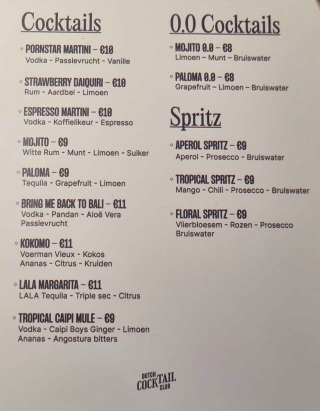 Cocktails
PORNSTAR MARTINI – €10
Vodka - Passievrucht - Vanille
STRAWBERRY DAIQUIRI – €10
Rum - Aardbei - Limoen
ESPRESSO MARTINI – €10
Vodka - Koffielikeur - Espresso
MOJITO – €9
Witte Rum - Munt - Limoen - Suiker
PALOMA – €9
Tequila - Grapefruit - Limoen
BRING ME BACK TO BALI – €11
Vodka - Pandan - Aloë Vera
Passievrucht
KOKOMO – €11
Voerman Vieux - Kokos
Ananas - Citrus - Kruiden
LALA MARGARITA – €11
LALA Tequila - Triple sec - Citrus
TROPICAL CAIPI MULE – €9
Vodka - Caipi Boys Ginger - Limoen
Ananas - Angostura bitters
0.0 Cocktails
MOJITO 0.0 – €8
Limoen – Munt – Bruiswater
PALOMA 0.0 – €8
Grapefruit – Limoen – Bruiswater
Spritz
APEROL SPRITZ – €9
Aperol - Prosecco - Bruiswater
TROPICAL SPRITZ – €9
Mango - Chili - Prosecco - Bruiswater
FLORAL SPRITZ – €9
Vlierbloesem - Rozen - Prosecco
Bruiswater
DUTCH
COCKTAIL
CLUB